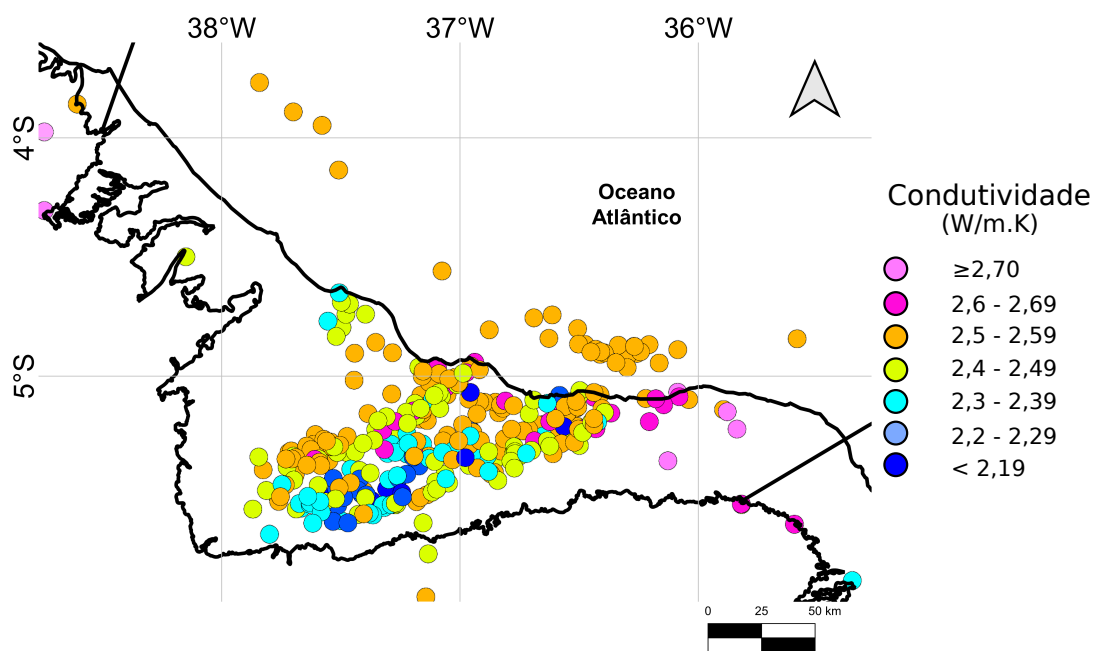 38°W 37°W 36°W
4°S
Oceano
Atlântico
Condutividade
(W/m.K)
≥2,70
2,6 - 2,69
2,5 - 2,59
5°S
2,4 - 2,49
2,3 - 2,39
2,2 - 2,29
< 2,19
0 25 50 km